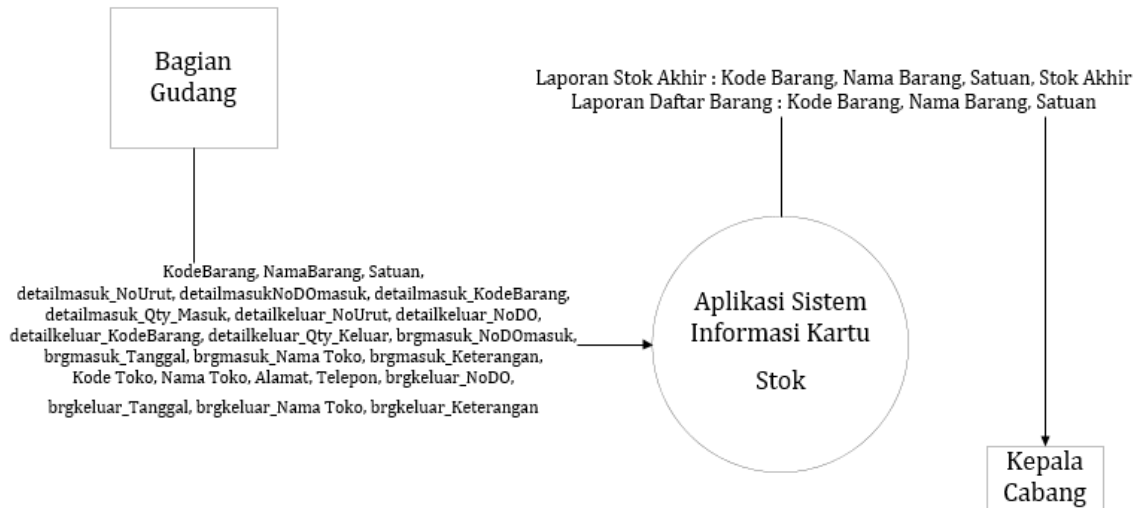 Bagian
Gudang
Laporan Stok Akhir : Kode Barang, Nama Barang, Satuan, Stok Akhir
Laporan Daftar Barang : Kode Barang, Nama Barang, Satuan
KodeBarang, NamaBarang, Satuan,
detailmasuk_NoUrut, detailmasukNoDOmasuk, detailmasuk_KodeBarang,
detailmasuk_Qty_Masuk, detailkeluar_NoUrut, detailkeluar_NoDO,
detailkeluar_KodeBarang, detailkeluar_Qty_Keluar, brgmasuk_NoDOmasuk,
brgmasuk_Tanggal, brgmasuk_Nama Toko, brgmasuk_Keterangan,
Kode Toko, Nama Toko, Alamat, Telepon, brgkeluar_NoDO,
brgkeluar_Tanggal, brgkeluar_Nama Toko, brgkeluar_Keterangan
Aplikasi Sistem
Informasi Kartu
Stok
Kepala
Cabang